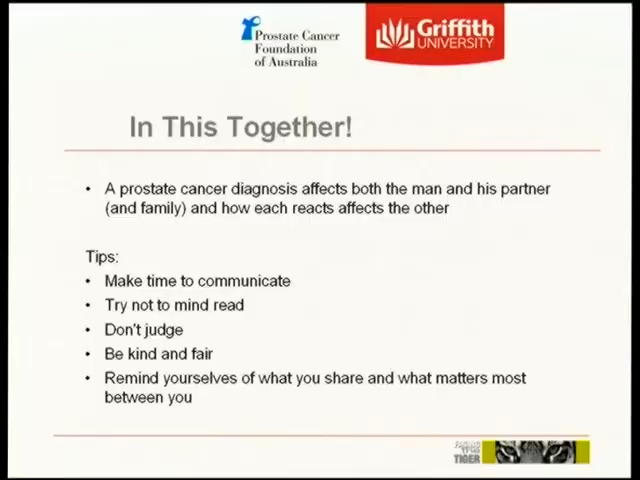 Prostate Cancer
Foundation
of Australia
Griffith
UNIVERSITY
In This Together!
• A prostate cancer diagnosis affects both the man and his partner
(and family) and how each reacts affects the other
Tips:
• Make time to communicate
• Try not to mind read
• Don't judge
• Be kind and fair
• Remind yourselves of what you share and what matters most
between you
TIGER